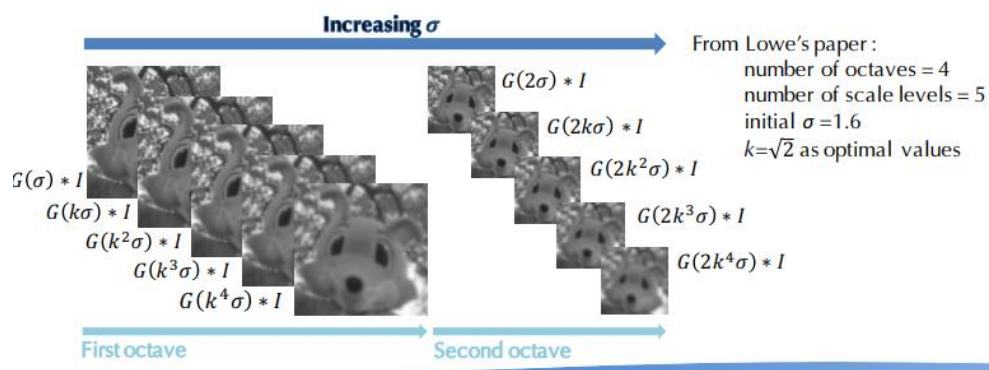 Increasing σ
From Lowe's paper :
number of octaves = 4
number of scale levels = 5
initial σ =1.6
k=√2 as optimal values
G(σ) ∗ I
G(kσ) ∗ I
G(k²σ) ∗ I
G(k³σ) ∗ I
G(k⁴σ) ∗ I
First octave
G(2σ) ∗ I
G(2kσ) ∗ I
G(2k²σ) ∗ I
G(2k³σ) ∗ I
G(2k⁴σ) ∗ I
Second octave